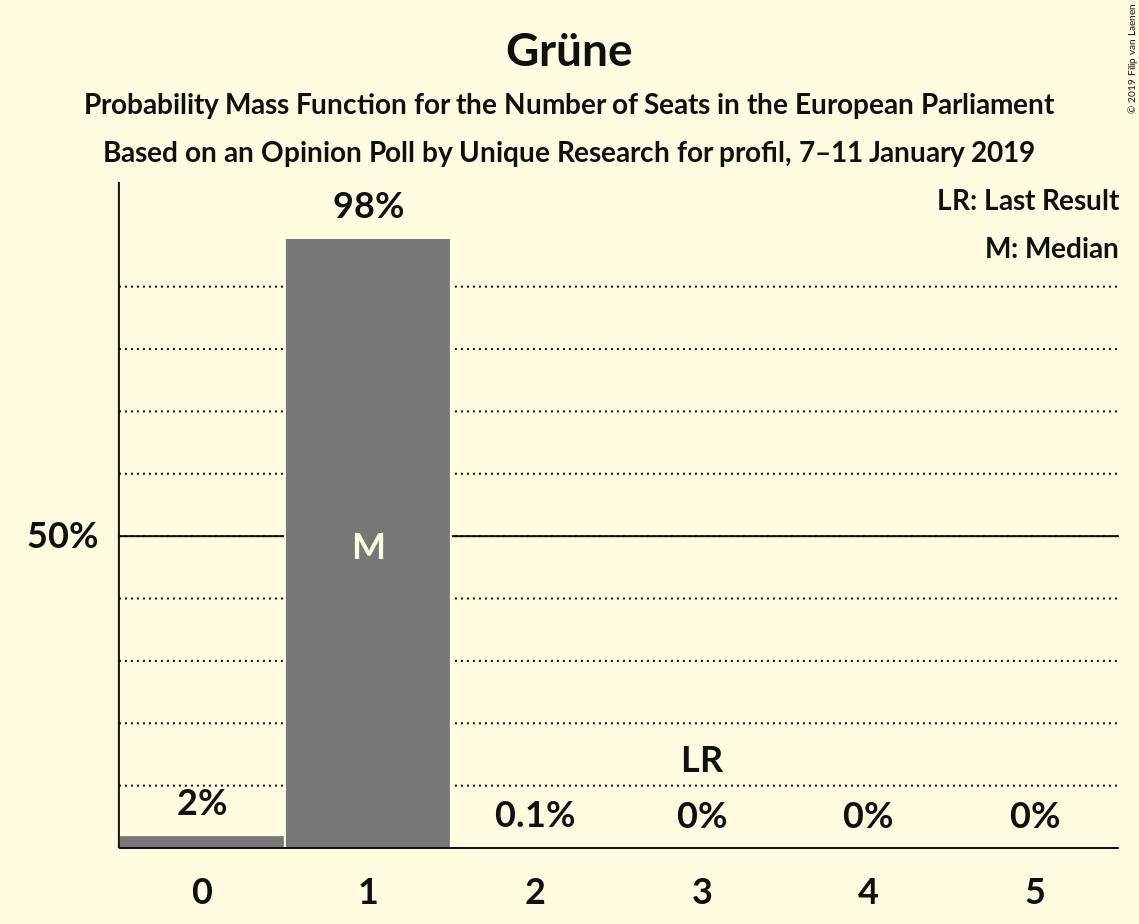 Grüne
Probability Mass Function for the Number of Seats in the European Parliament
Based on an Opinion Poll by Unique Research for profil, 7–11 January 2019
© 2019 Filip van Laenen
LR: Last Result
M: Median
98%
50%
M
LR
2%
0.1%
0%
0%
0%
0
1
2
3
4
5